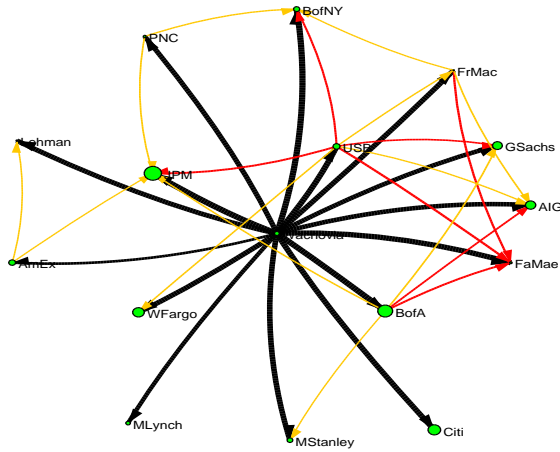 BofNY
PNC
FrMac
Lehman
USB
GSachs
JPM
AIG
Wachovia
AmEx
FaMae
WFargo
BofA
MLynch
Citi
MStanley